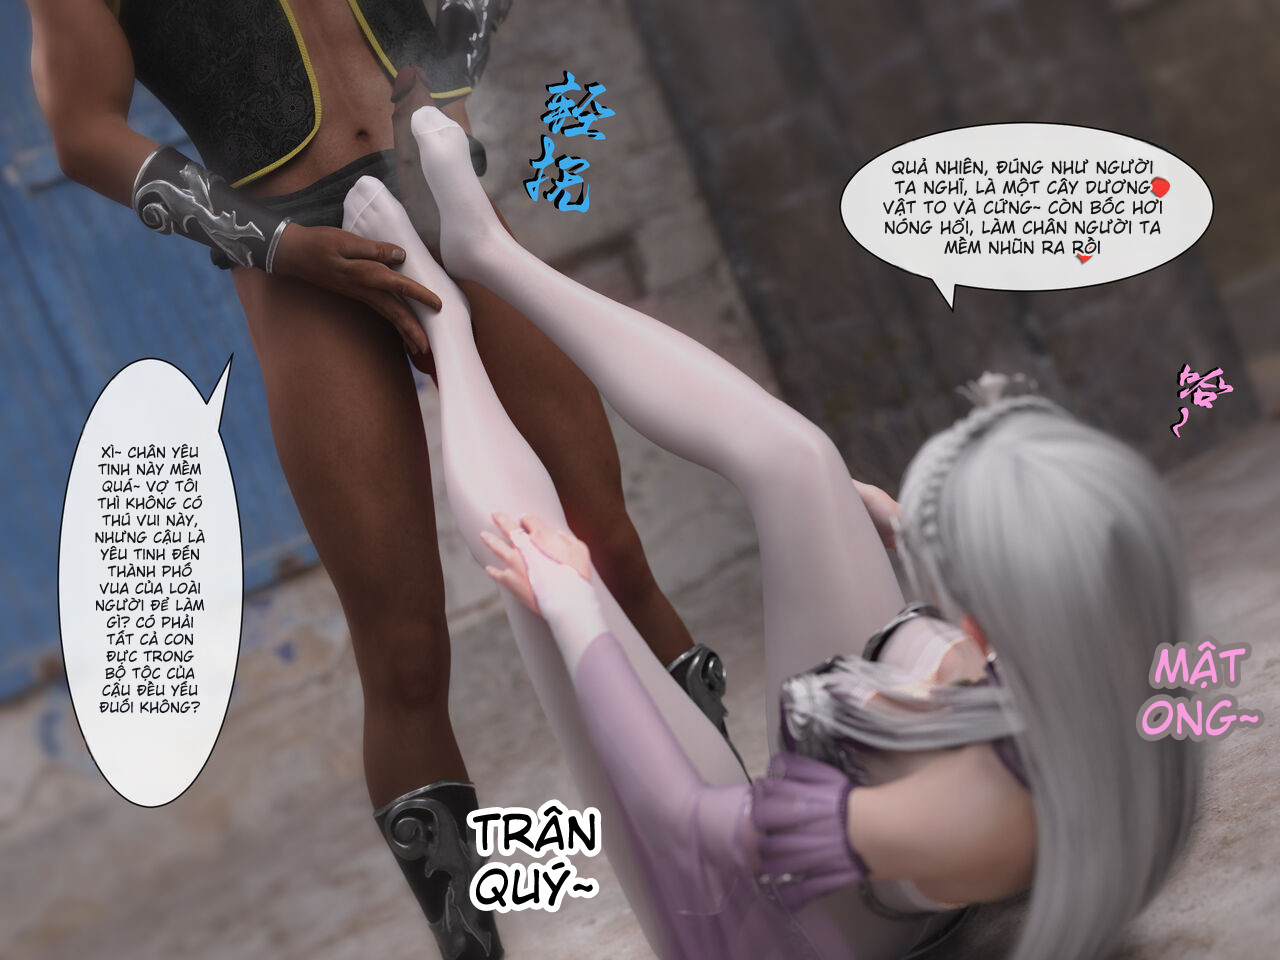 轻
抚
QUẢ NHIÊN, ĐÚNG NHƯ NGƯỜI
TA NGHĨ, LÀ MỘT CÂY DƯƠNG
VẬT TO VÀ CỨNG~ CÒN BỐC HƠI
NÓNG HỔI, LÀM CHÂN NGƯỜI TA
MỀM NHŨN RA RỒI
哈
~
XÌ~ CHÂN YÊU
TINH NÀY MỀM
QUÁ~ VỢ TÔI
THÌ KHÔNG CÓ
THÚ VUI NÀY,
NHƯNG CẬU LÀ
YÊU TINH ĐẾN
THÀNH PHỐ
VUA CỦA LOÀI
NGƯỜI ĐỂ LÀM
GÌ? CÓ PHẢI
TẤT CẢ CON
ĐỰC TRONG
BỘ TỘC CỦA
CẬU ĐỀU YẾU
ĐUỐI KHÔNG?
MẬT
ONG~
TRÂN
QUÝ~